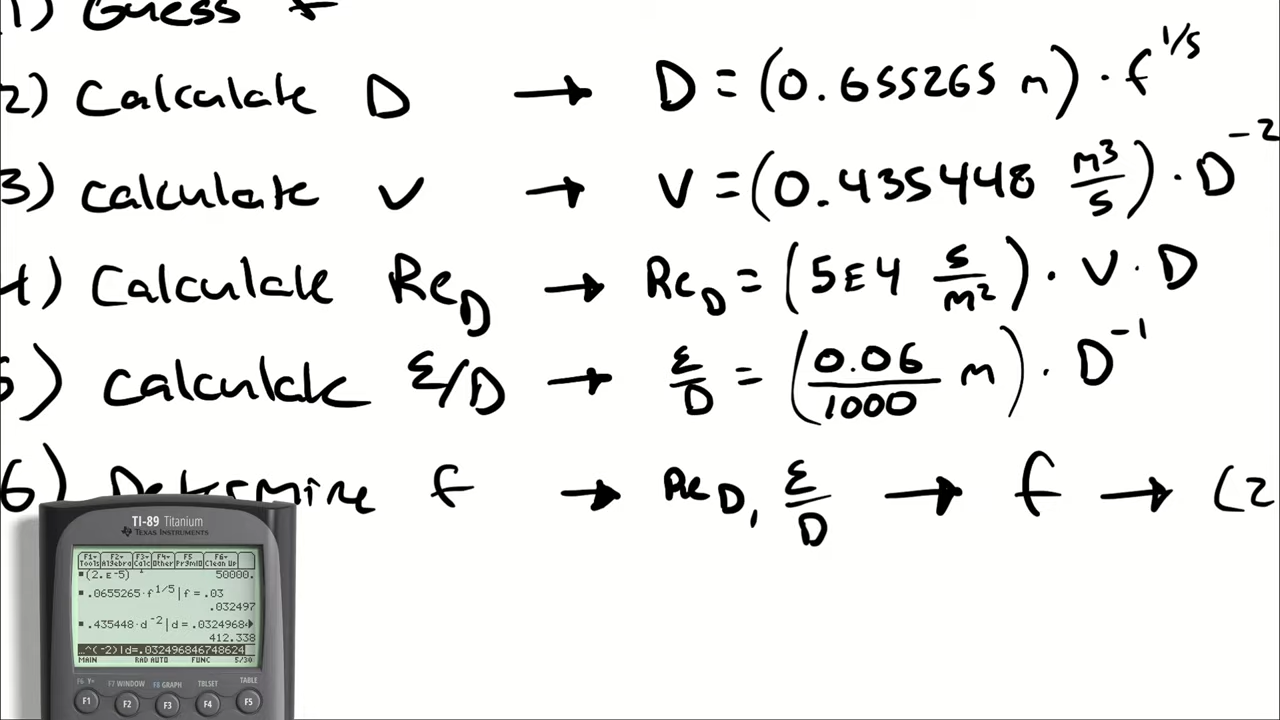 1) Guess f
2) Calculate D → D = (0.655265 m) · f^1/5
3) Calculate V → V = (0.435448 m³/s) · D^-2
4) Calculate Re_D → Re_D = (5E4 s/m²) · V · D
5) Calculate ε/D → ε/D = (0.06/1000 m) · D^-1
6) Determine f → Re_D, ε/D → f → (2
TI-89 Titanium
TEXAS INSTRUMENTS
F1 Tools F2 Algebra F3 Calc F4 Other F5 PrgmIO F6 Clean Up
(2.E-5) 50000.
.0655265·f^1/5|f = .03
.032497
.435448·d^-2|d = .0324968
412.338
…^(-2)|d=.032496846748624
MAIN RAD AUTO FUNC 5/30
F6 Y= F7 WINDOW F8 GRAPH TBLSET TABLE
F1 F2 F3 F4 F5